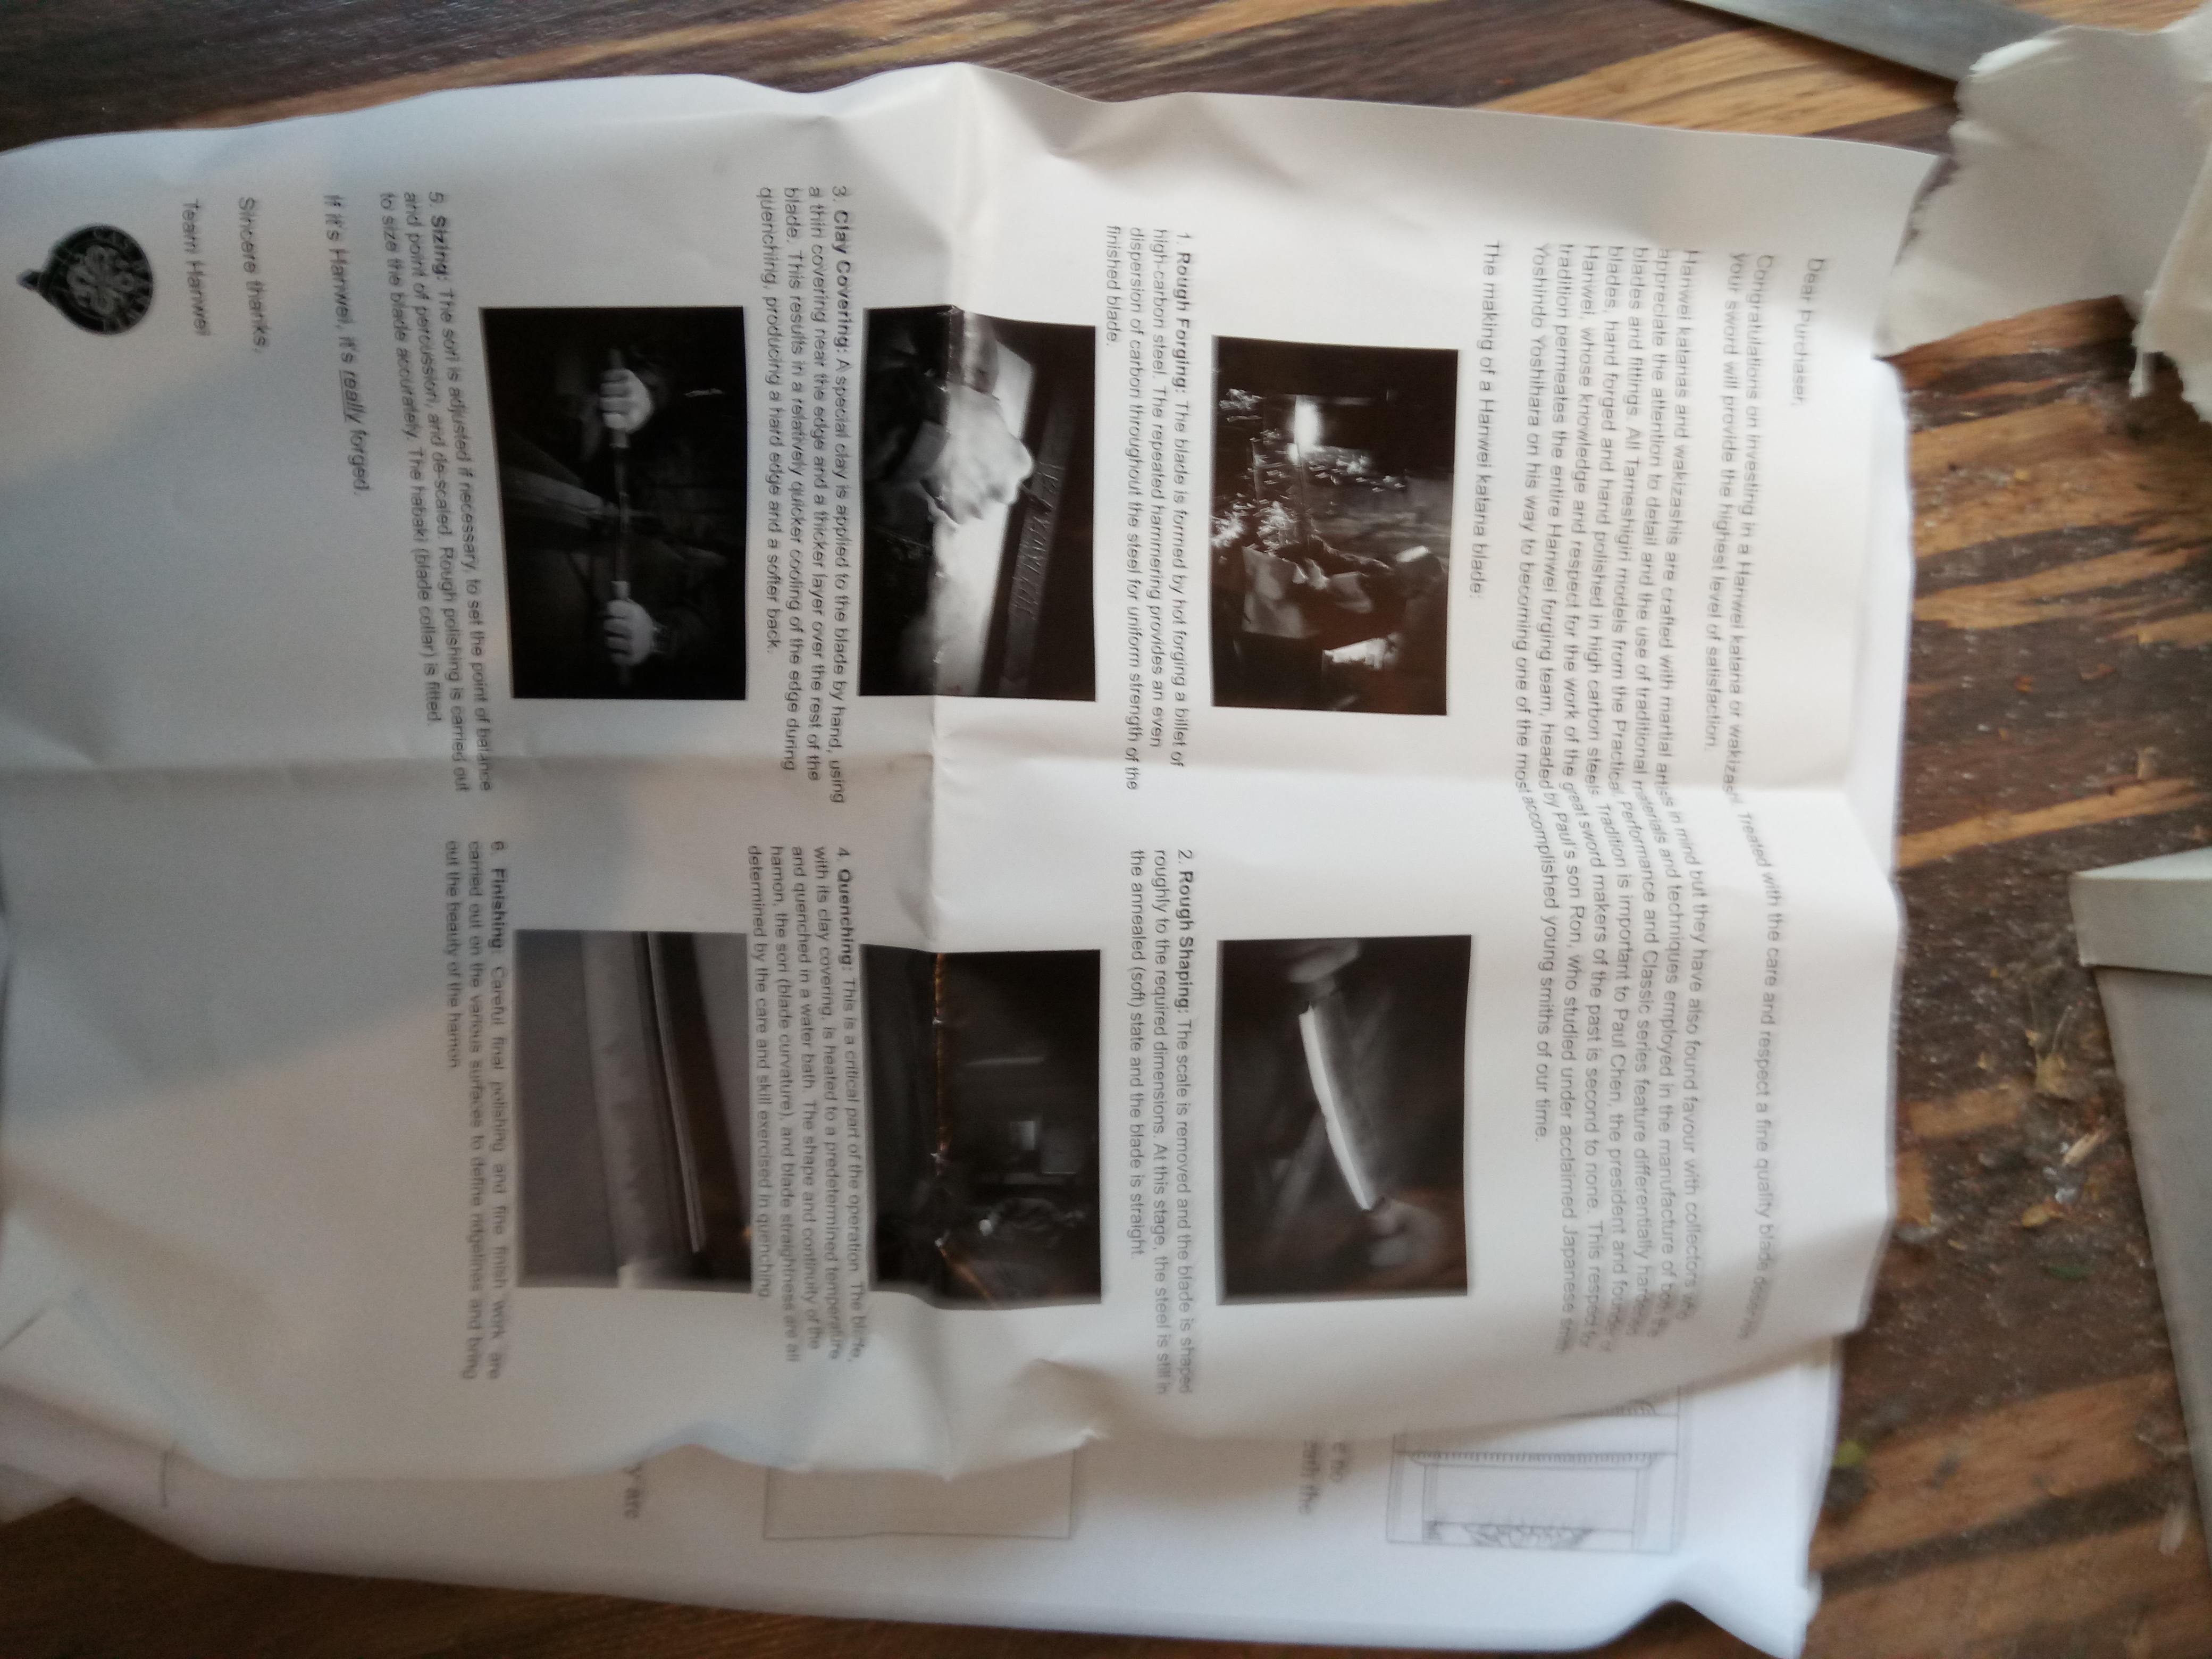 Dear Purchaser,
Congratulations on investing in a Hanwei katana or wakizashi. Treated with the care and respect a fine quality blade deserves,
your sword will provide the highest level of satisfaction.
Hanwei katanas and wakizashis are crafted with martial artists in mind but they have also found favour with collectors who
appreciate the attention to detail and the use of traditional materials and techniques employed in the manufacture of both the
blades and fittings. All Tameshigiri models from the Practical, Performance and Classic series feature differentially hardened
blades, hand forged and hand polished in high carbon steels. Tradition is important to Paul Chen, the president and founder of
Hanwei, whose knowledge and respect for the work of the great sword makers of the past is second to none. This respect for
tradition permeates the entire Hanwei forging team, headed by Paul's son Ron, who studied under acclaimed Japanese smith,
Yoshindo Yoshihara on his way to becoming one of the most accomplished young smiths of our time.
The making of a Hanwei katana blade:
1. Rough Forging: The blade is formed by hot forging a billet of
high-carbon steel. The repeated hammering provides an even
dispersion of carbon throughout the steel for uniform strength of the
finished blade.
2. Rough Shaping: The scale is removed and the blade is shaped
roughly to the required dimensions. At this stage, the steel is still in
the annealed (soft) state and the blade is straight.
3. Clay Covering: A special clay is applied to the blade by hand, using
a thin covering near the edge and a thicker layer over the rest of the
blade. This results in a relatively quicker cooling of the edge during
quenching, producing a hard edge and a softer back.
4. Quenching: This is a critical part of the operation. The blade,
with its clay covering, is heated to a predetermined temperature
and quenched in a water bath. The shape and continuity of the
hamon, the sori (blade curvature) and blade straightness are all
determined by the care and skill exercised in quenching.
5. Sizing: The sori is adjusted if necessary, to set the point of balance
and point of percussion, and de-scaled. Rough polishing is carried out
to size the blade accurately. The habaki (blade collar) is fitted.
6. Finishing: Careful final polishing and fine finish work are
carried out on the various surfaces to define ridgelines and bring
out the beauty of the hamon.
If it's Hanwei, it's really forged.
Sincere thanks,
Team Hanwei
e no
the
y are